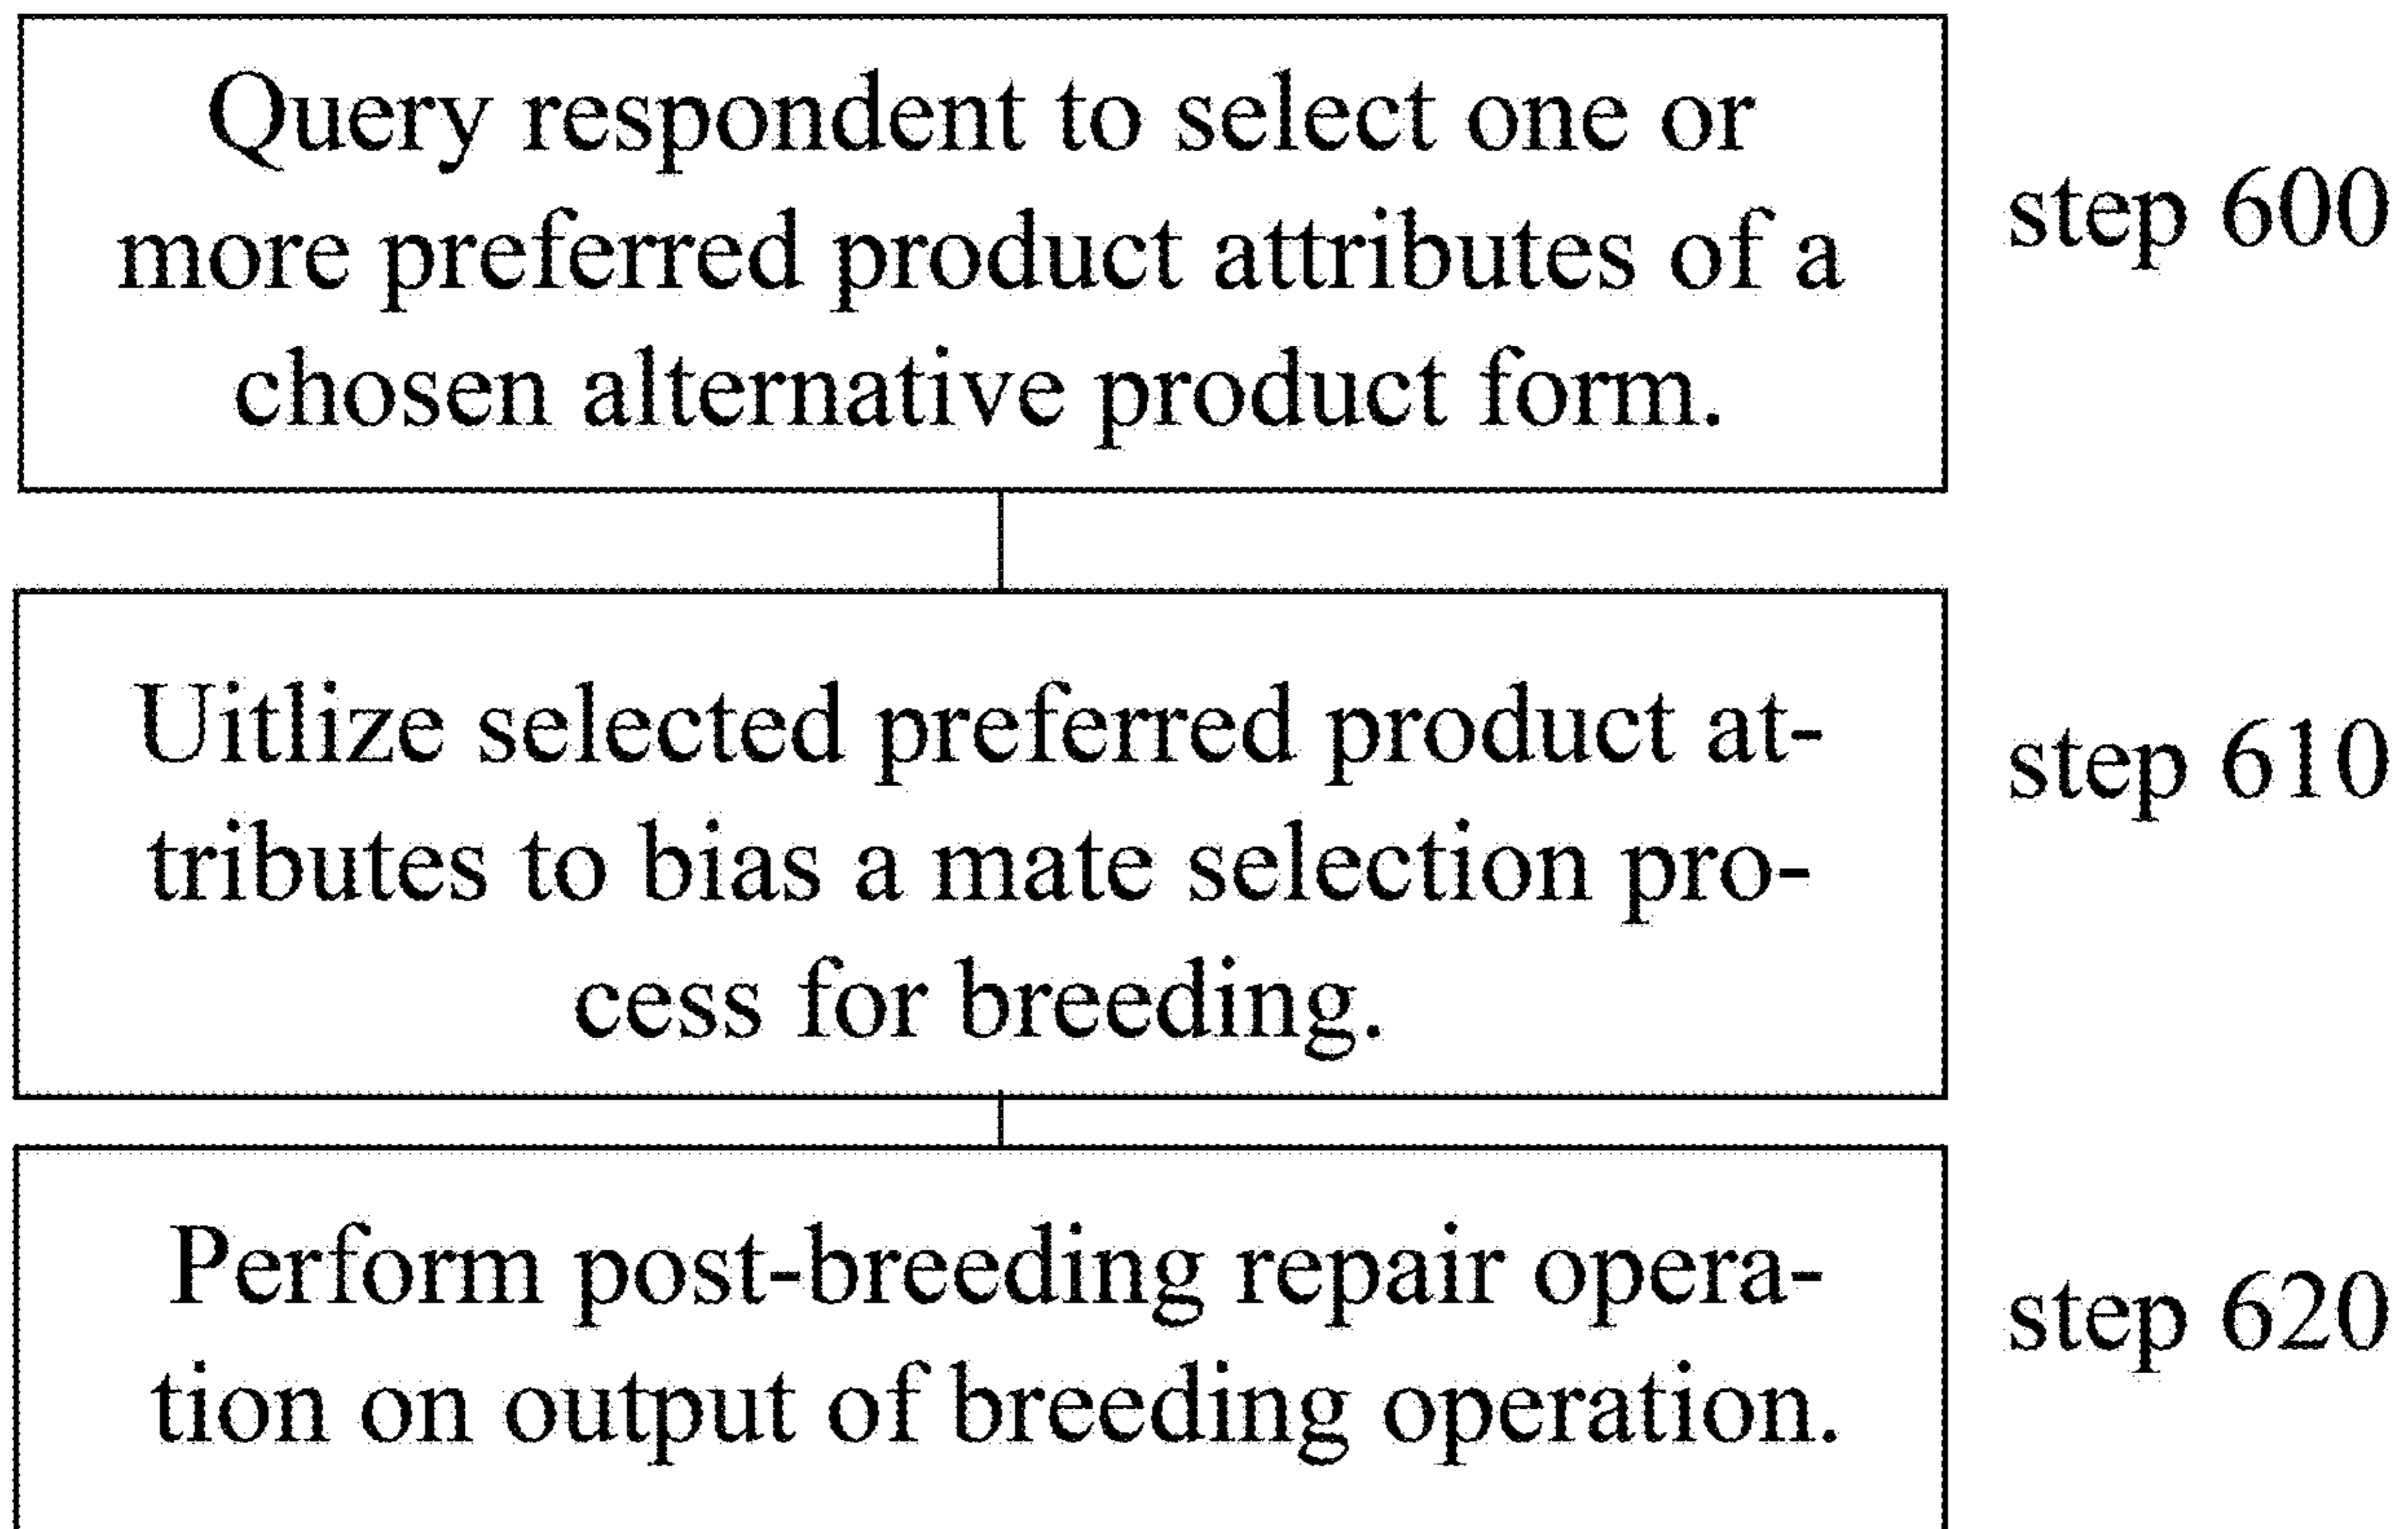 Query respondent to select one or
more preferred product attributes of a
chosen alternative product form.
step 600
Uitlize selected preferred product at-
tributes to bias a mate selection pro-
cess for breeding.
step 610
Perform post-breeding repair opera-
tion on output of breeding operation.
step 620